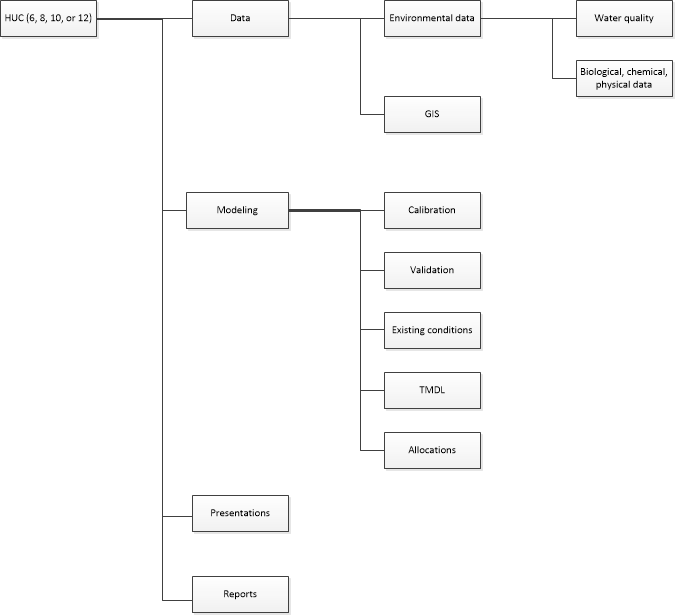 HUC (6, 8, 10, or 12)
Data
Environmental data
Water quality
Biological, chemical,
physical data
GIS
Modeling
Calibration
Validation
Existing conditions
TMDL
Allocations
Presentations
Reports